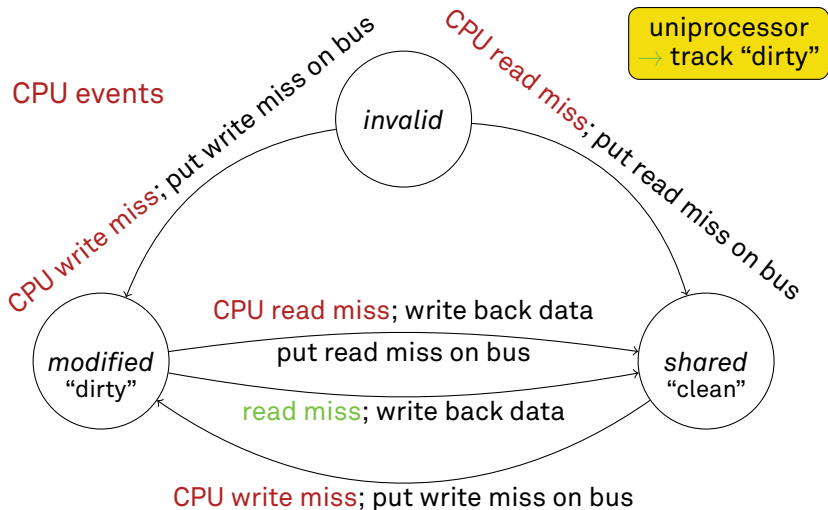 uniprocessor
→ track “dirty”
CPU events
CPU write miss; put write miss on bus
invalid
CPU read miss; put read miss on bus
CPU read miss; write back data
put read miss on bus
modified
“dirty”
shared
“clean”
read miss; write back data
CPU write miss; put write miss on bus